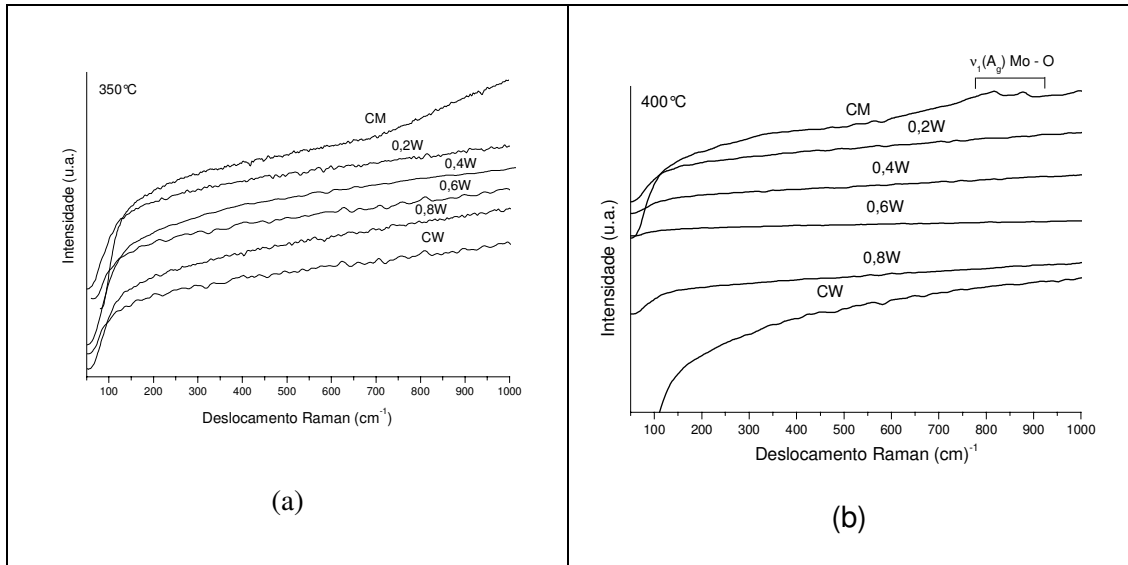 350°C
CM
0,2W
0,4W
0,6W
0,8W
CW
Intensidade (u.a.)
100 200 300 400 500 600 700 800 900 1000
Deslocamento Raman (cm⁻¹)
(a)
ν₁(A_g) Mo - O
400°C
CM
0,2W
0,4W
0,6W
0,8W
CW
Intensidade (u.a.)
100 200 300 400 500 600 700 800 900 1000
Deslocamento Raman (cm)⁻¹
(b)